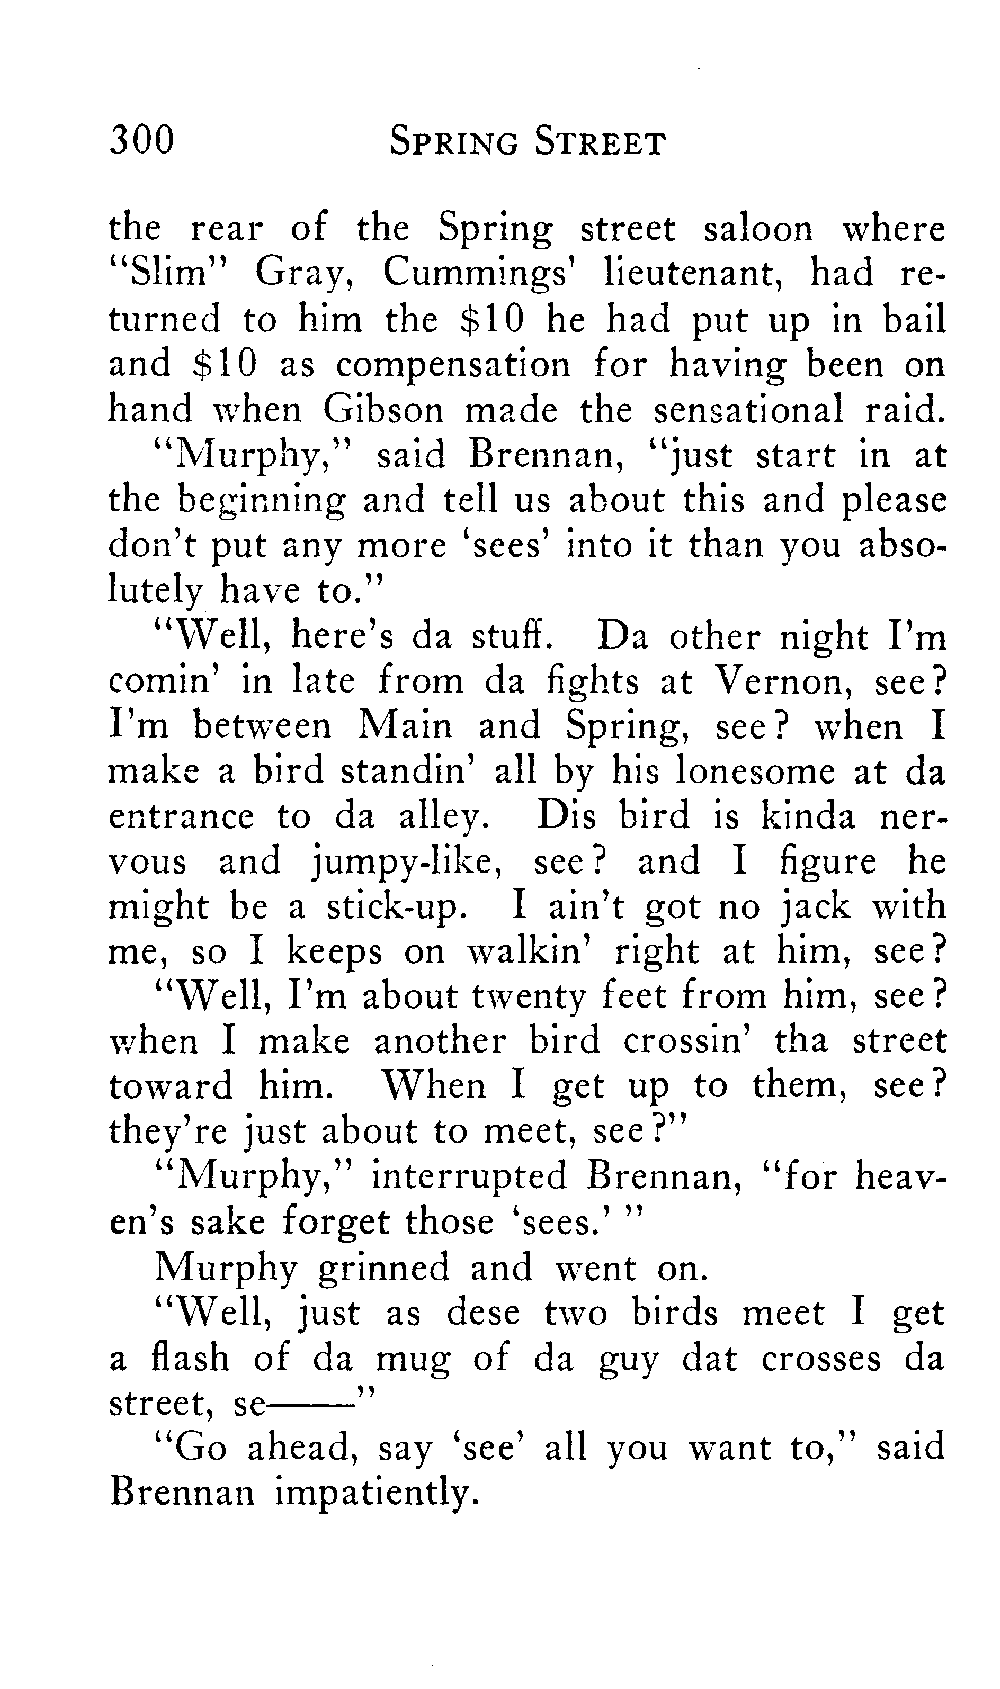 300 SPRING STREET
the rear of the Spring street saloon where
“Slim” Gray, Cummings’ lieutenant, had re-
turned to him the $10 he had put up in bail
and $10 as compensation for having been on
hand when Gibson made the sensational raid.
“Murphy,” said Brennan, “just start in at
the beginning and tell us about this and please
don’t put any more ‘sees’ into it than you abso-
lutely have to.”
“Well, here’s da stuff. Da other night I’m
comin’ in late from da fights at Vernon, see?
I’m between Main and Spring, see? when I
make a bird standin’ all by his lonesome at da
entrance to da alley. Dis bird is kinda ner-
vous and jumpy-like, see? and I figure he
might be a stick-up. I ain’t got no jack with
me, so I keeps on walkin’ right at him, see?
“Well, I’m about twenty feet from him, see?
when I make another bird crossin’ tha street
toward him. When I get up to them, see?
they’re just about to meet, see?”
“Murphy,” interrupted Brennan, “for heav-
en’s sake forget those ‘sees.’ ”
Murphy grinned and went on.
“Well, just as dese two birds meet I get
a flash of da mug of da guy dat crosses da
street, se——”
“Go ahead, say ‘see’ all you want to,” said
Brennan impatiently.